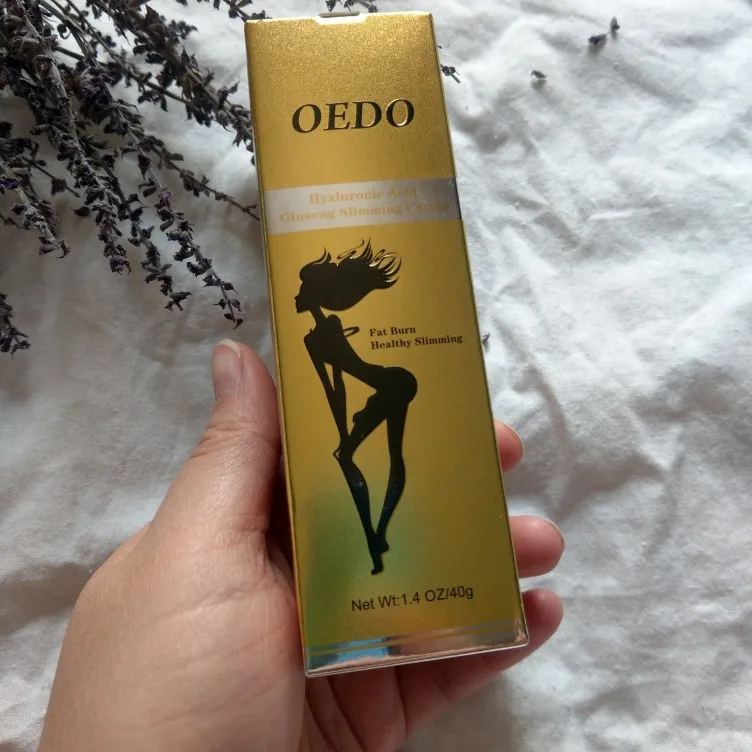 OEDO
Hyaluronic Acid
Ginseng Slimming Cream
Fat Burn
Healthy Slimming
Net Wt:1.4 OZ/40g